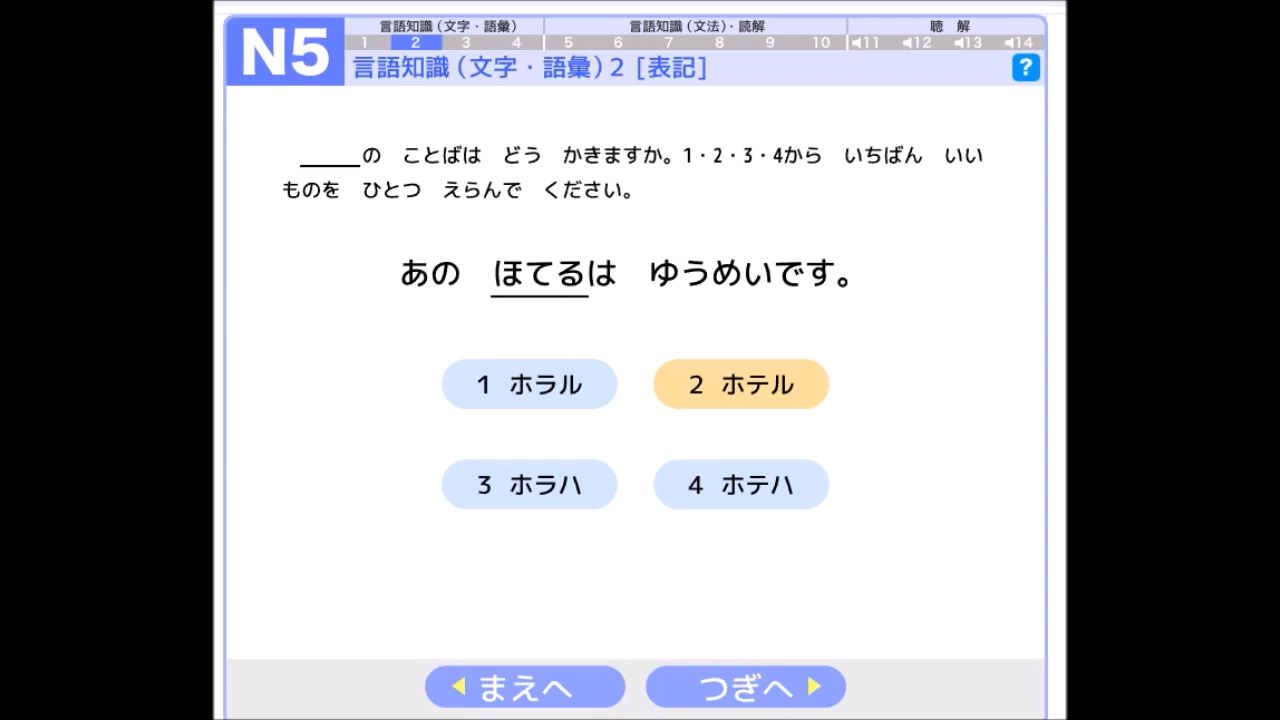 N5
言語知識（文字・語彙） 言語知識（文法）・読解 聴　解
1 2 3 4 5 6 7 8 9 10 11 12 13 14
言語知識（文字・語彙）2［表記］
?
＿＿＿の　ことばは　どう　かきますか。1・2・3・4から　いちばん　いい
ものを　ひとつ　えらんで　ください。
あの　ほてるは　ゆうめいです。
1 ホラル
2 ホテル
3 ホラハ
4 ホテハ
まえへ
つぎへ